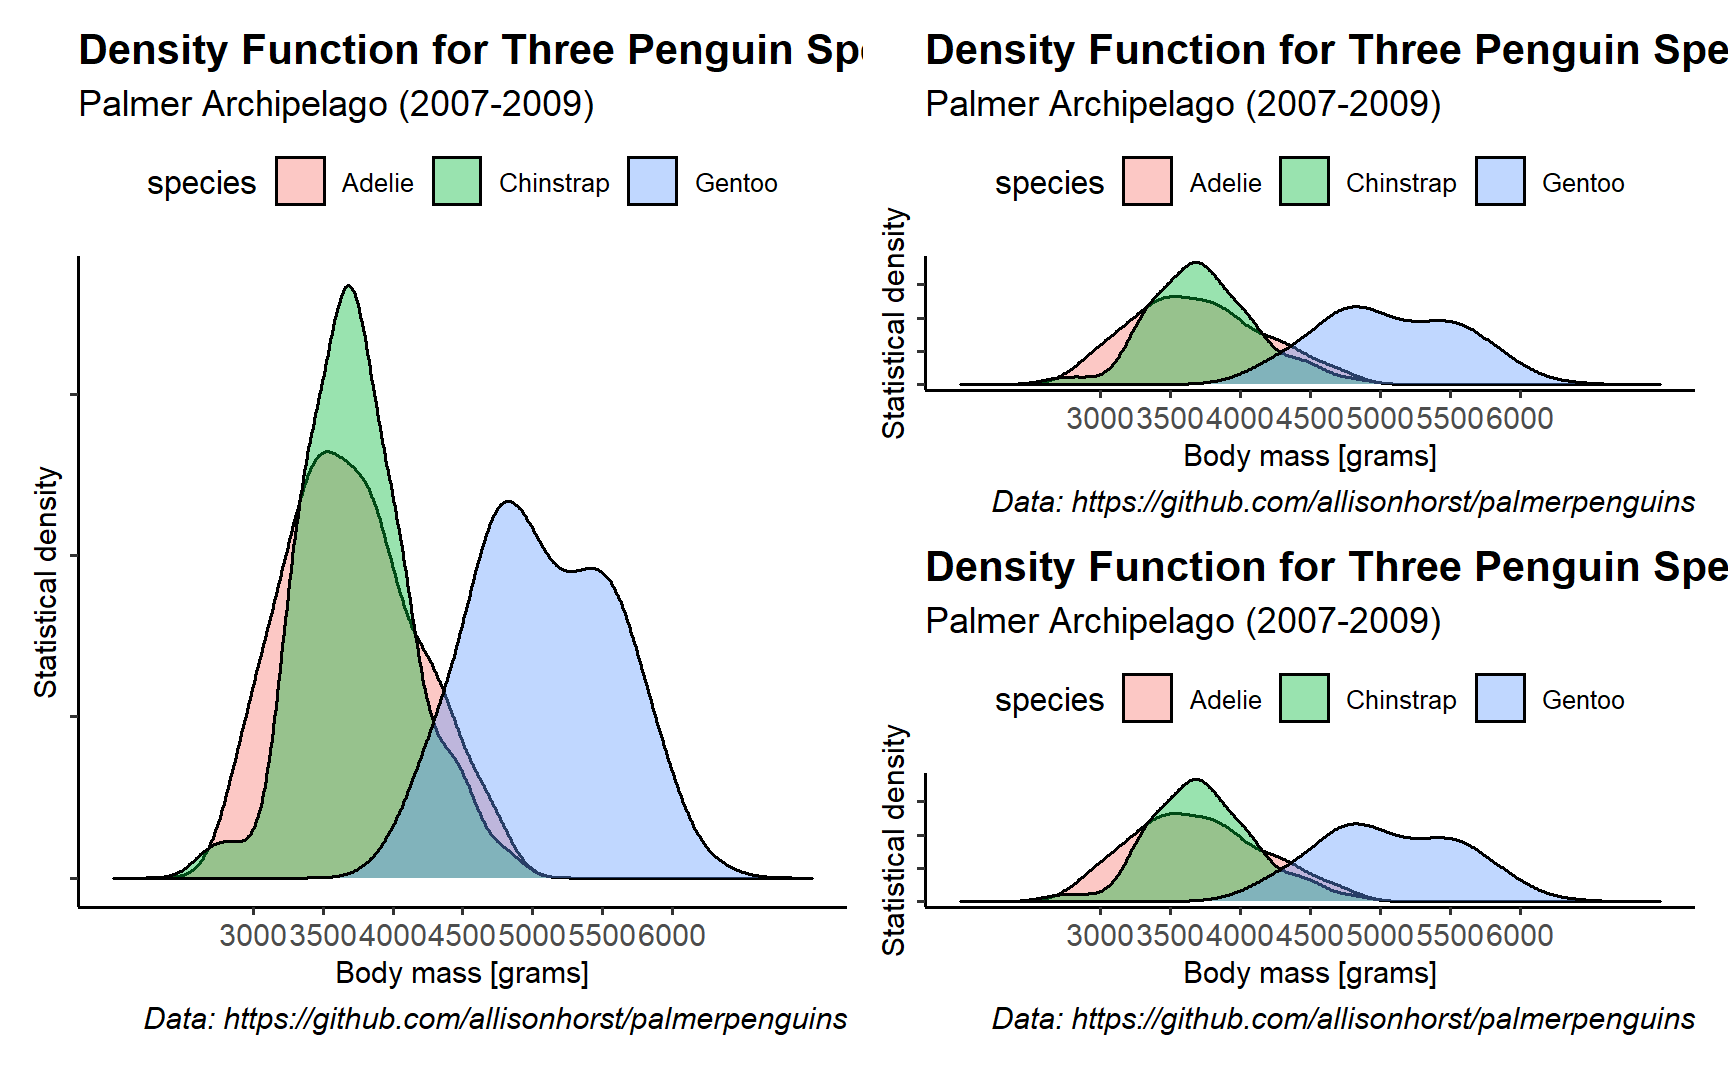 Density Function for Three Penguin Sp
Palmer Archipelago (2007-2009)
species Adelie Chinstrap Gentoo
Statistical density
3000 3500 4000 4500 5000 5500 6000
Body mass [grams]
Data: https://github.com/allisonhorst/palmerpenguins
Density Function for Three Penguin Spe
Palmer Archipelago (2007-2009)
species Adelie Chinstrap Gentoo
Statistical density
3000 3500 4000 4500 5000 5500 6000
Body mass [grams]
Data: https://github.com/allisonhorst/palmerpenguins
Density Function for Three Penguin Spe
Palmer Archipelago (2007-2009)
species Adelie Chinstrap Gentoo
Statistical density
3000 3500 4000 4500 5000 5500 6000
Body mass [grams]
Data: https://github.com/allisonhorst/palmerpenguins